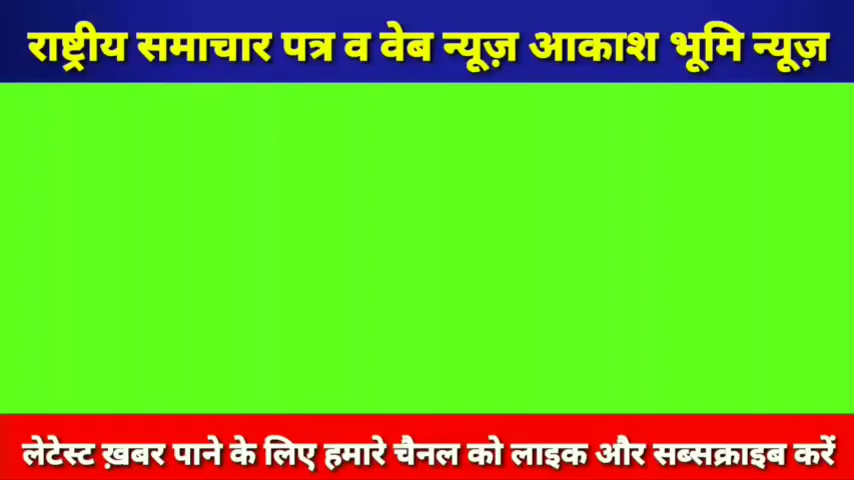 राष्ट्रीय समाचार पत्र व वेब न्यूज़ आकाश भूमि न्यूज़
लेटेस्ट ख़बर पाने के लिए हमारे चैनल को लाइक और सब्सक्राइब करें